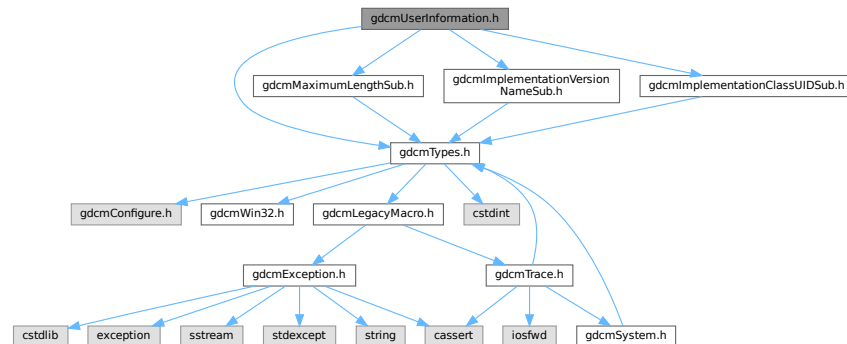 gdcmUserInformation.h
gdcmMaximumLengthSub.h
gdcmImplementationVersion
NameSub.h
gdcmImplementationClassUIDSub.h
gdcmTypes.h
gdcmConfigure.h
gdcmWin32.h
gdcmLegacyMacro.h
cstdint
gdcmException.h
gdcmTrace.h
cstdlib
exception
sstream
stdexcept
string
cassert
iosfwd
gdcmSystem.h